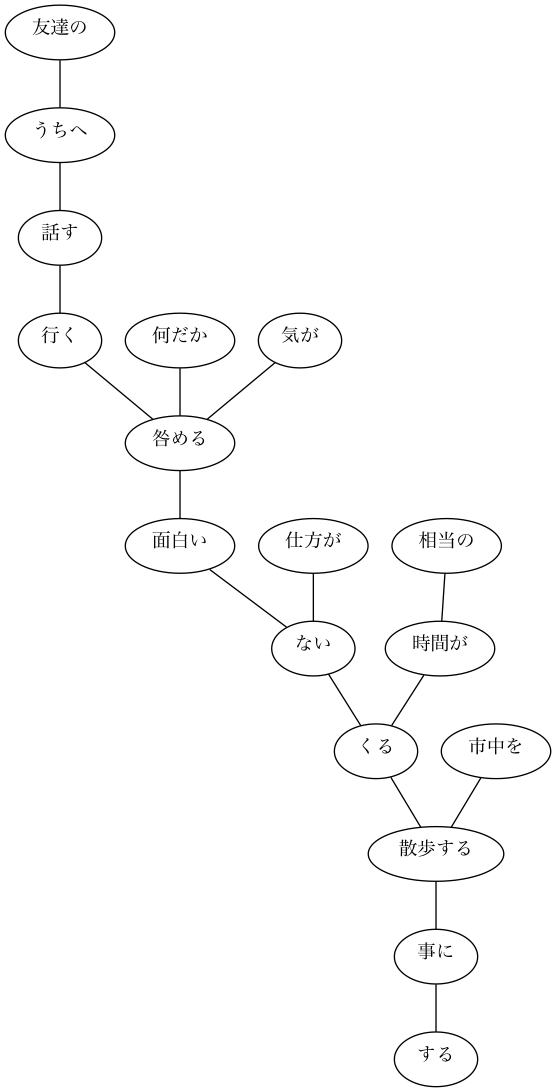 友達の
うちへ
話す
行く
何だか
気が
咎める
面白い
仕方が
相当の
ない
時間が
くる
市中を
散歩する
事に
する